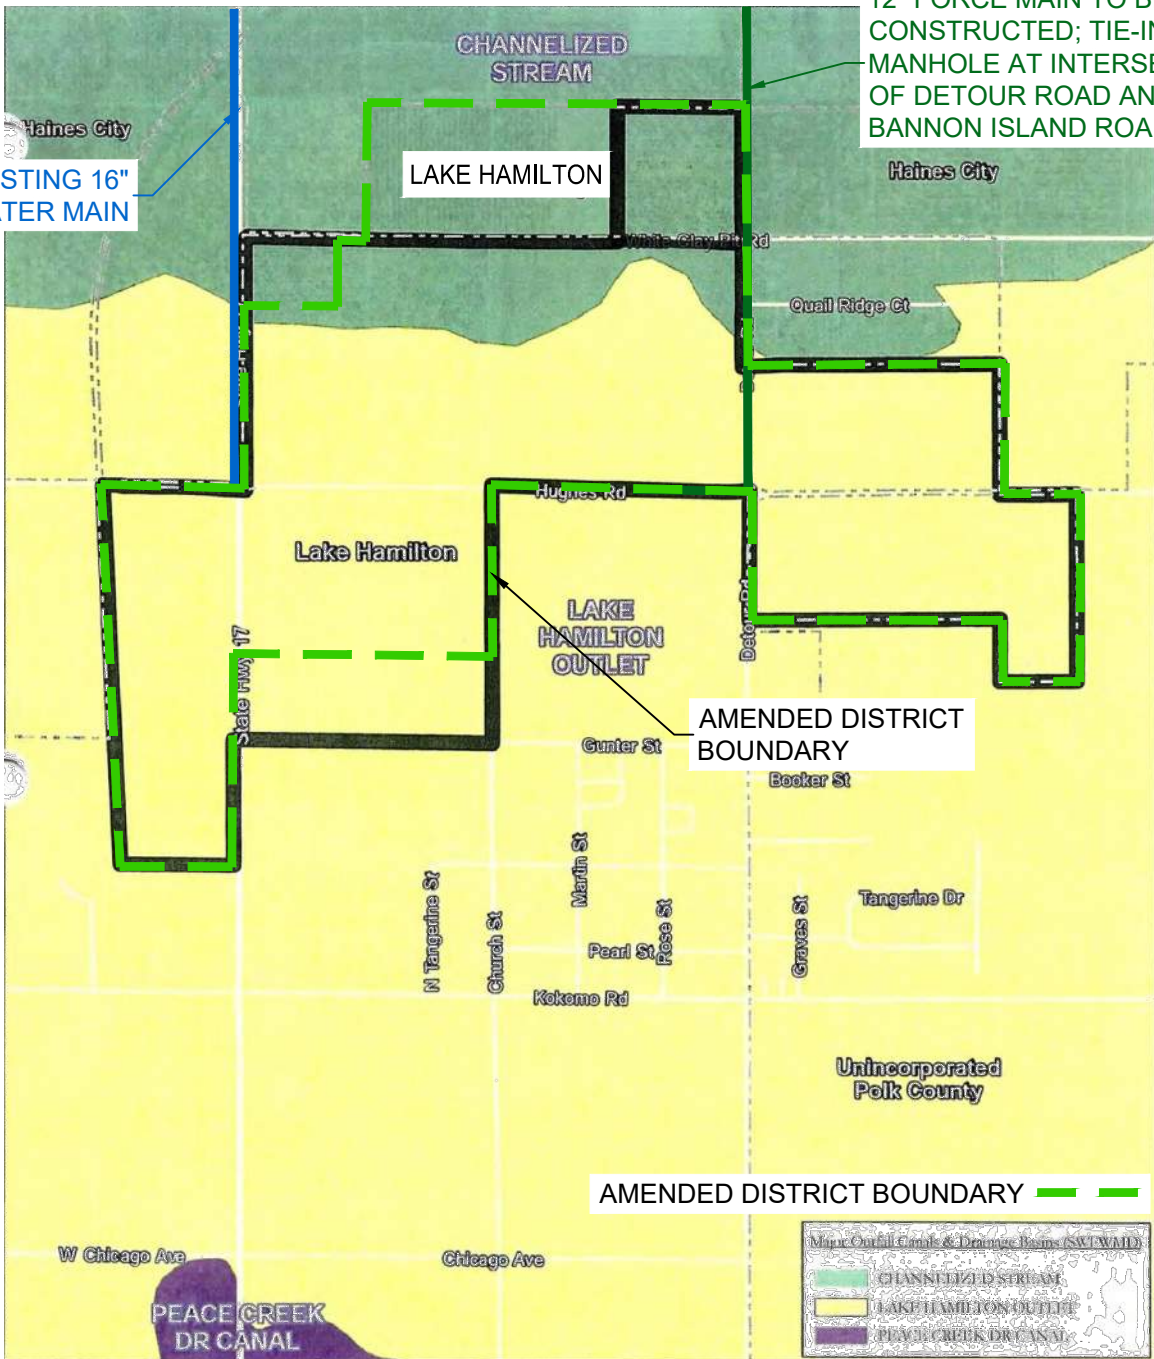 12" FORCE MAIN TO B
CONSTRUCTED; TIE-IN
MANHOLE AT INTERSE
OF DETOUR ROAD AN
BANNON ISLAND ROA
CHANNELIZED
STREAM
Haines City
LAKE HAMILTON
Haines City
STING 16"
ATER MAIN
White Clay Pit Rd
Quail Ridge Ct
Hughes Rd
Lake Hamilton
LAKE
HAMILTON
OUTLET
State Hwy 17
Detour Rd
AMENDED DISTRICT
BOUNDARY
Gunter St
Booker St
Martin St
N Tangerine St
Church St
Rose St
Graves St
Tangerine Dr
Pearl St
Kokomo Rd
Unincorporated
Polk County
AMENDED DISTRICT BOUNDARY
W Chicago Ave
Chicago Ave
PEACE CREEK
DR CANAL
Major Outfall Canals & Drainage Basins (SWFWMD)
CHANNELIZED STREAM
LAKE HAMILTON OUTLET
PEACE CREEK DR CANAL